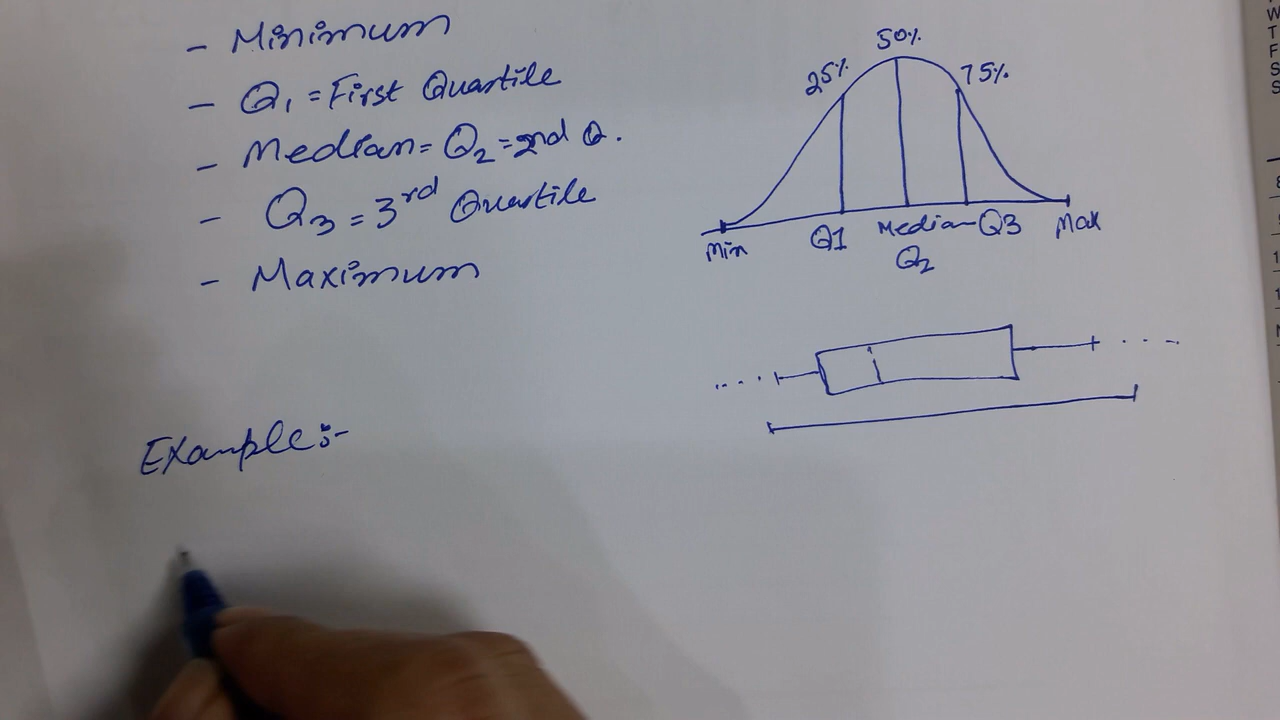 - Minimum
- Q1 = First Quartile
- Median = Q2 = 2nd Q.
- Q3 = 3rd Quartile
- Maximum
25% 50% 75%
Min Q1 Median Q3 Max
Q2
Example:-
W
T
F
S
S